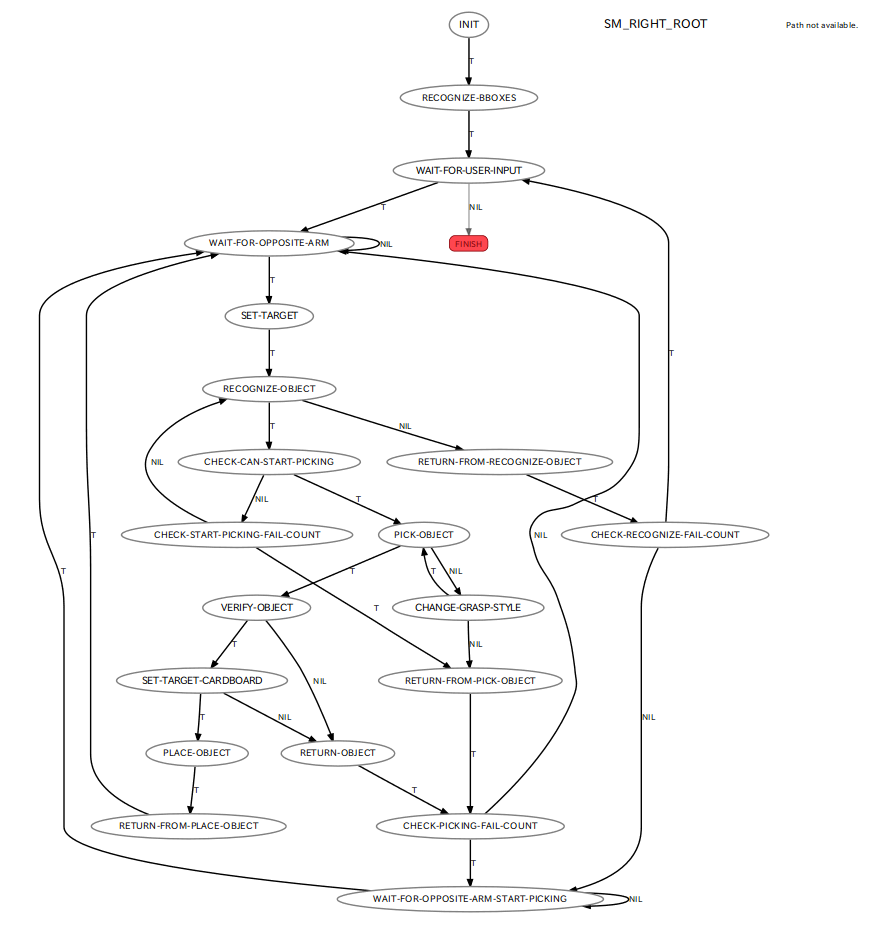 INIT
SM_RIGHT_ROOT
Path not available.
T
RECOGNIZE-BBOXES
T
WAIT-FOR-USER-INPUT
T
NIL
WAIT-FOR-OPPOSITE-ARM
NIL
FINISH
T
SET-TARGET
T
T
RECOGNIZE-OBJECT
T
NIL
NIL
CHECK-CAN-START-PICKING
RETURN-FROM-RECOGNIZE-OBJECT
NIL
T
T
CHECK-START-PICKING-FAIL-COUNT
PICK-OBJECT
NIL
CHECK-RECOGNIZE-FAIL-COUNT
T
T
T
T
NIL
VERIFY-OBJECT
T
CHANGE-GRASP-STYLE
T
NIL
SET-TARGET-CARDBOARD
NIL
RETURN-FROM-PICK-OBJECT
T
NIL
NIL
PLACE-OBJECT
RETURN-OBJECT
T
T
T
RETURN-FROM-PLACE-OBJECT
CHECK-PICKING-FAIL-COUNT
T
WAIT-FOR-OPPOSITE-ARM-START-PICKING
NIL